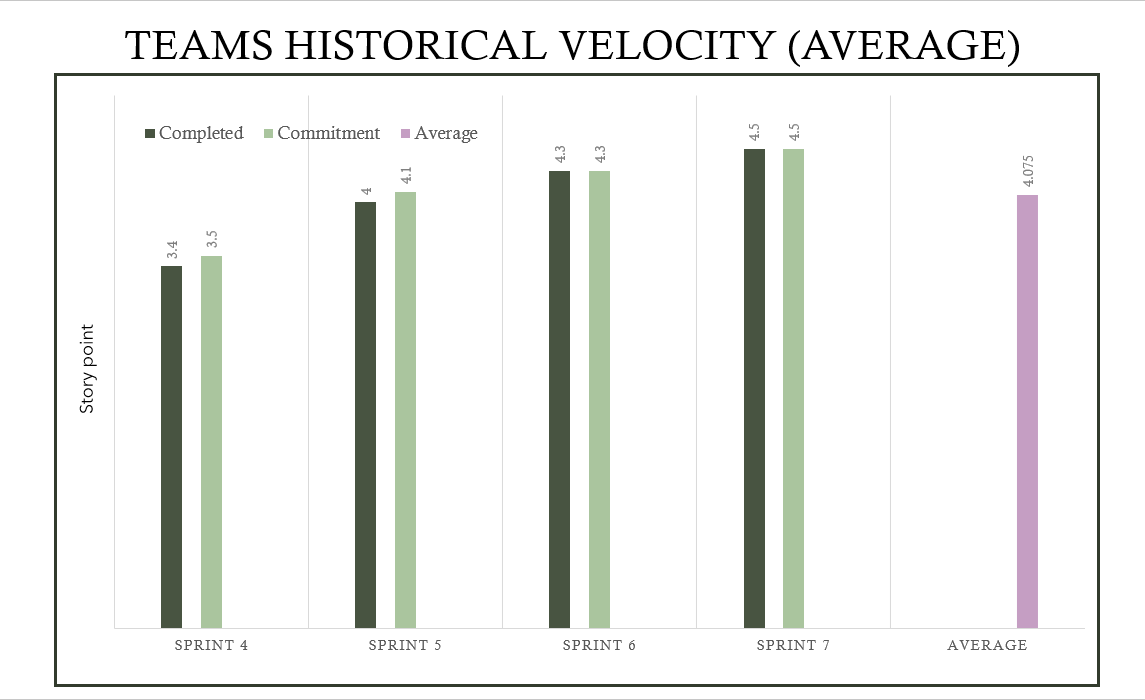 TEAMS HISTORICAL VELOCITY (AVERAGE)
Completed Commitment Average
3.4 3.5 4 4.1 4.3 4.3 4.5 4.5 4.075
Story point
SPRINT 4 SPRINT 5 SPRINT 6 SPRINT 7 AVERAGE